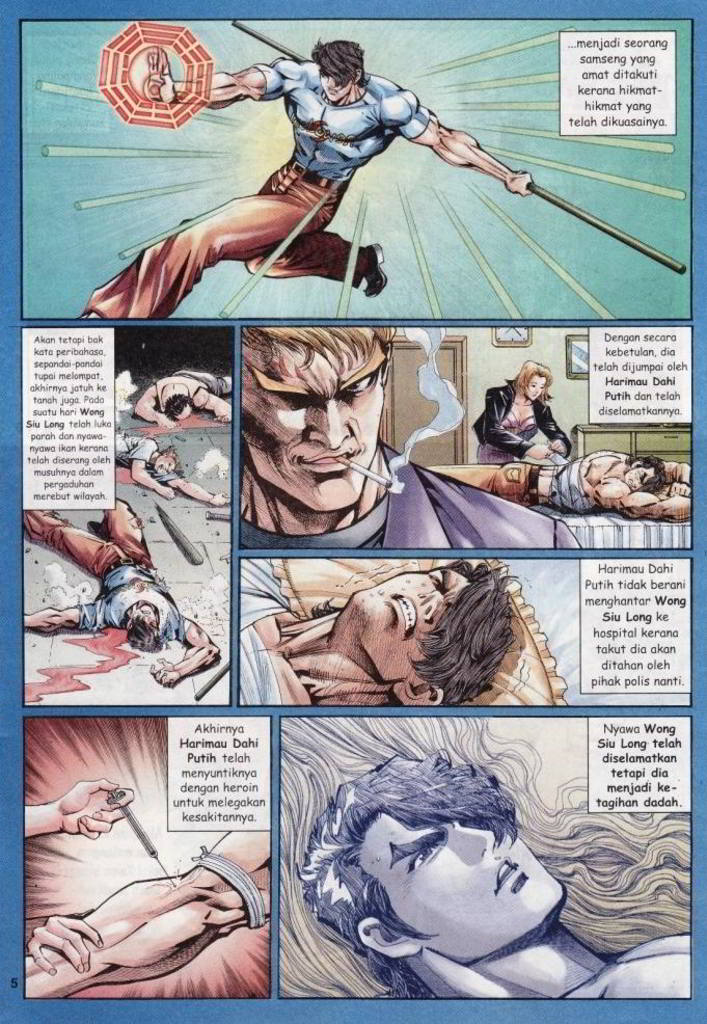 ...menjadi seorang
samseng yang
amat ditakuti
kerana hikmat-
hikmat yang
telah dikuasainya.
Akan tetapi bak
kata peribahasa,
sepandai-pandai
tupai melompat,
akhirnya jatuh ke
tanah juga. Pada
suatu hari Wong
Siu Long telah luka
parah dan nyawa-
nyawa ikan kerana
telah diserang oleh
musuhnya dalam
pergaduhan
merebut wilayah.
Dengan secara
kebetulan, dia
telah dijumpai oleh
Harimau Dahi
Putih dan telah
diselamatkannya.
Harimau Dahi
Putih tidak berani
menghantar Wong
Siu Long ke
hospital kerana
takut dia akan
ditahan oleh
pihak polis nanti.
Akhirnya
Harimau Dahi
Putih telah
menyuntiknya
dengan heroin
untuk melegakan
kesakitannya.
Nyawa Wong
Siu Long telah
diselamatkan
tetapi dia
menjadi ke-
tagihan dadah.
5